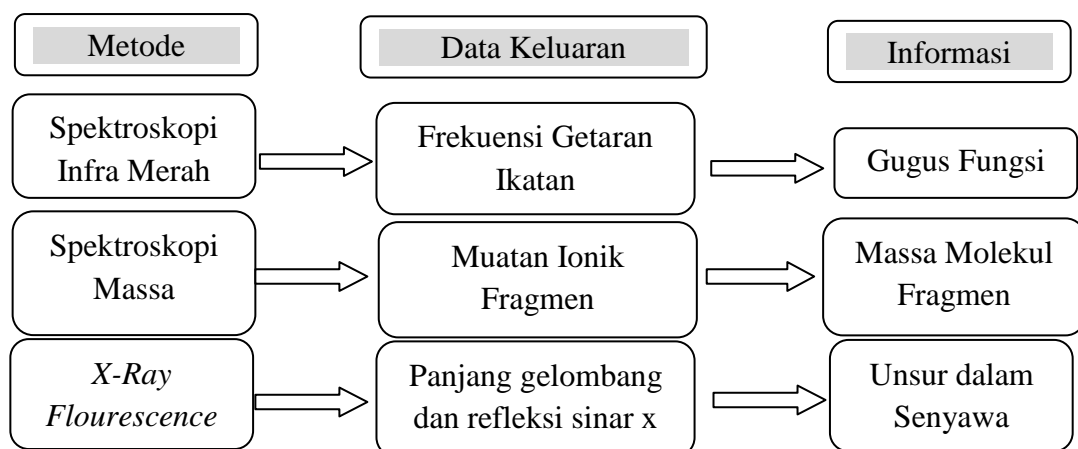 Metode
Data Keluaran
Informasi
Spektroskopi
Infra Merah
Frekuensi Getaran
Ikatan
Gugus Fungsi
Spektroskopi
Massa
Muatan Ionik
Fragmen
Massa Molekul
Fragmen
X-Ray
Flourescence
Panjang gelombang
dan refleksi sinar x
Unsur dalam
Senyawa